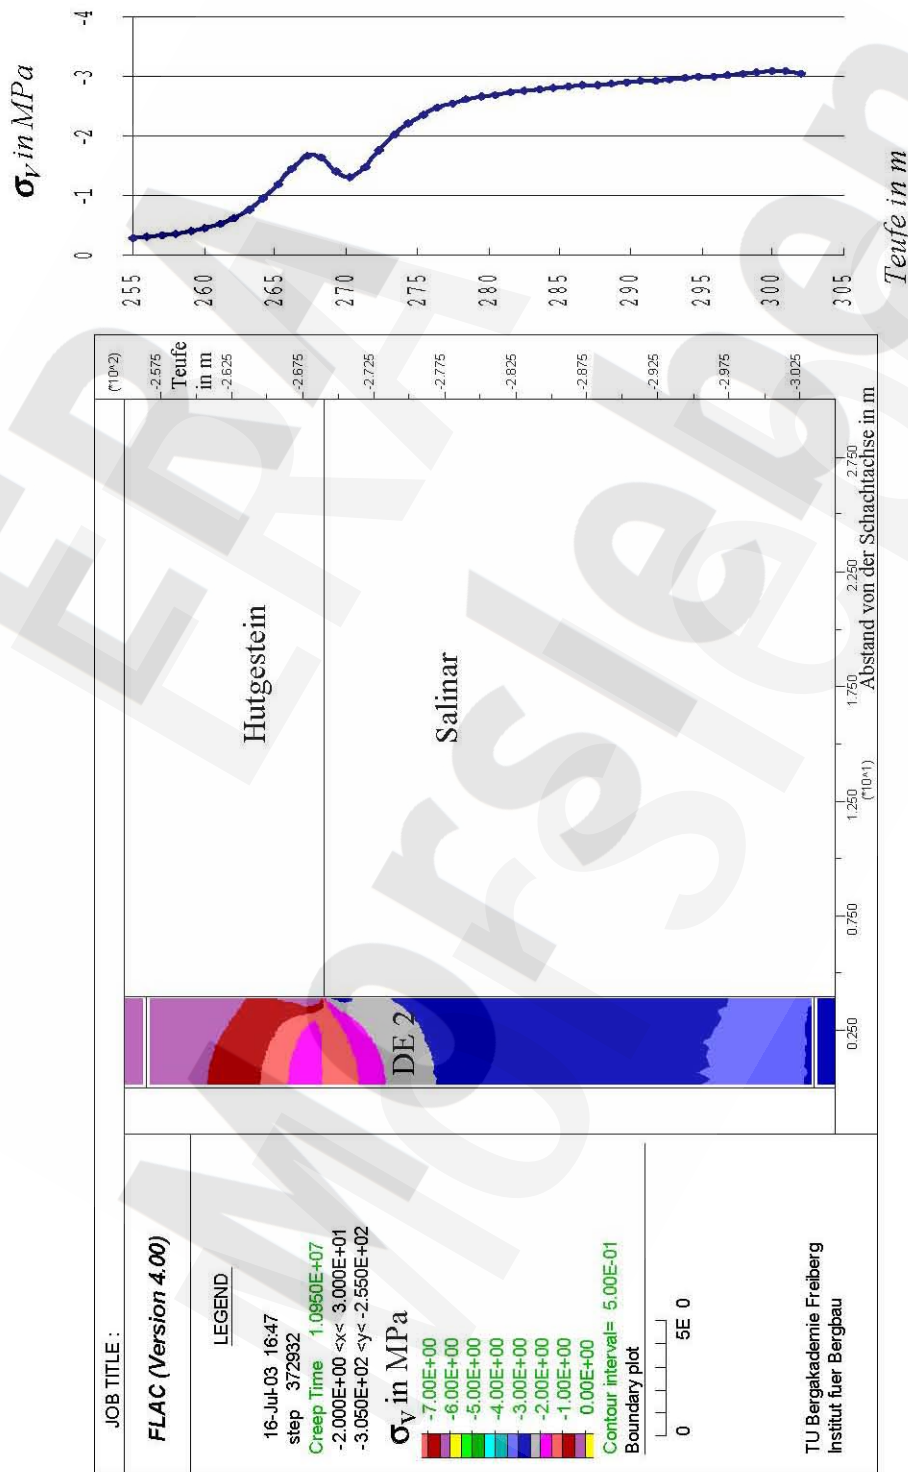 JOB TITLE :
FLAC (Version 4.00)
LEGEND
16-Jul-03 16:47
step 372932
Creep Time 1.0950E+07
-2.000E+00 <x< 3.000E+01
-3.050E+02 <y< -2.550E+02
σV in MPa
-7.00E+00
-6.00E+00
-5.00E+00
-4.00E+00
-3.00E+00
-2.00E+00
-1.00E+00
0.00E+00
Contour interval= 5.00E-01
Boundary plot
0 5E 0
TU Bergakademie Freiberg
Institut fuer Bergbau
DE 2
Hutgestein
Salinar
(*10^2)
-2.575
Teufe
in m
-2.625
-2.675
-2.725
-2.775
-2.825
-2.875
-2.925
-2.975
-3.025
0.250 0.750 1.250 1.750 2.250 2.750
(*10^1)
Abstand von der Schachtachse in m
σV in MPa
0 -1 -2 -3 -4
255
260
265
270
275
280
285
290
295
300
305
Teufe in m
ERA Morsleben